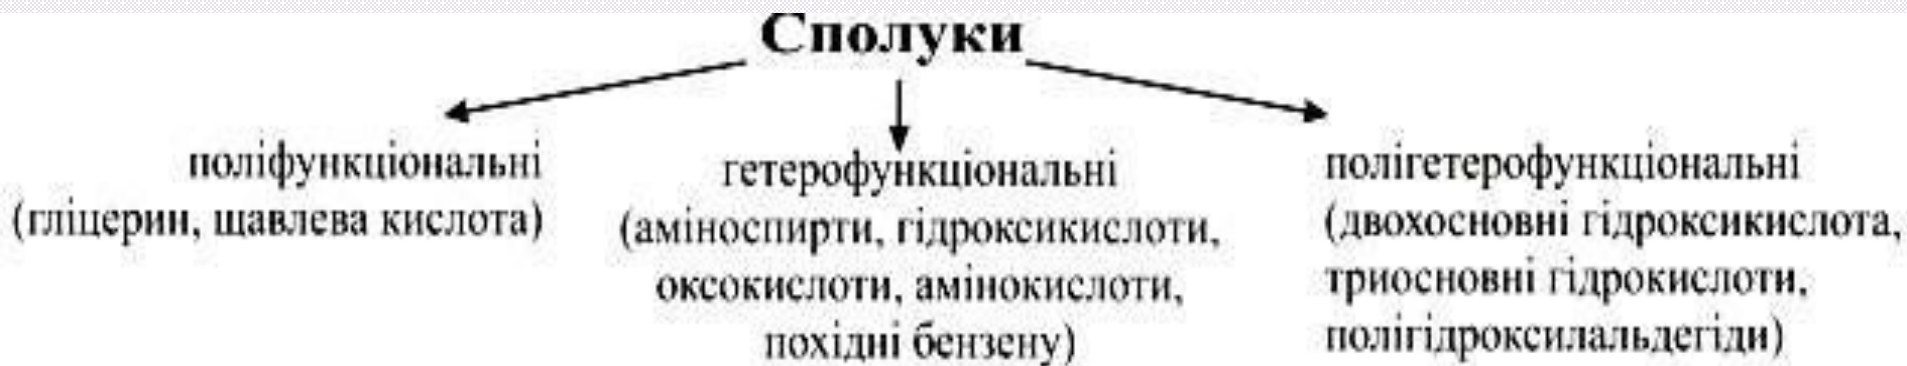 Сполуки
поліфункціональні
(гліцерин, щавлева кислота)
гетерофункціональні
(аміноспирти, гідроксикислоти,
оксокислоти, амінокислоти,
похідні бензену)
полігетерофункціональні
(двохосновні гідроксикислота,
триосновні гідрокислоти,
полігідроксилальдегіди)